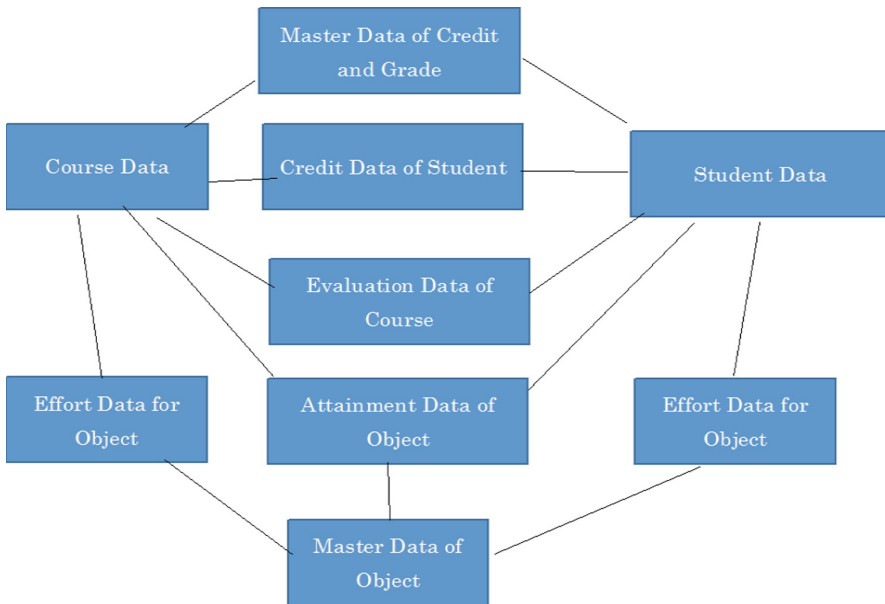 Master Data of Credit
and Grade
Course Data
Credit Data of Student
Student Data
Evaluation Data of
Course
Effort Data for
Object
Attainment Data of
Object
Effort Data for
Object
Master Data of
Object